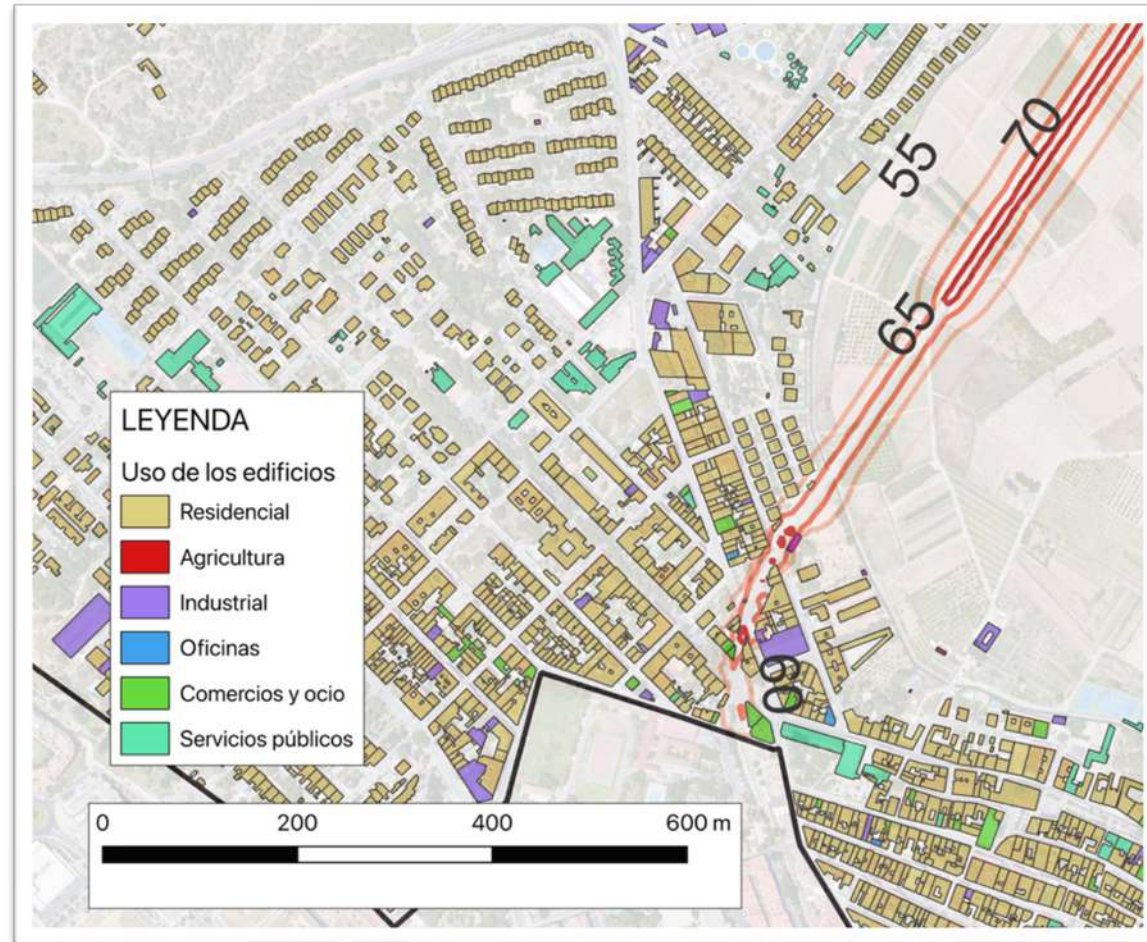 70
55
65
60
LEYENDA
Uso de los edificios
Residencial
Agricultura
Industrial
Oficinas
Comercios y ocio
Servicios públicos
0 200 400 600 m